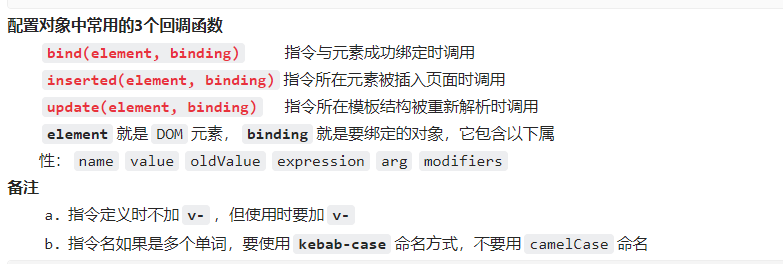 配置对象中常用的3个回调函数
bind(element, binding) 指令与元素成功绑定时调用
inserted(element, binding) 指令所在元素被插入页面时调用
update(element, binding) 指令所在模板结构被重新解析时调用
element 就是 DOM 元素， binding 就是要绑定的对象，它包含以下属
性： name value oldValue expression arg modifiers
备注
a. 指令定义时不加 v- ，但使用时要加 v-
b. 指令名如果是多个单词，要使用 kebab-case 命名方式，不要用 camelCase 命名